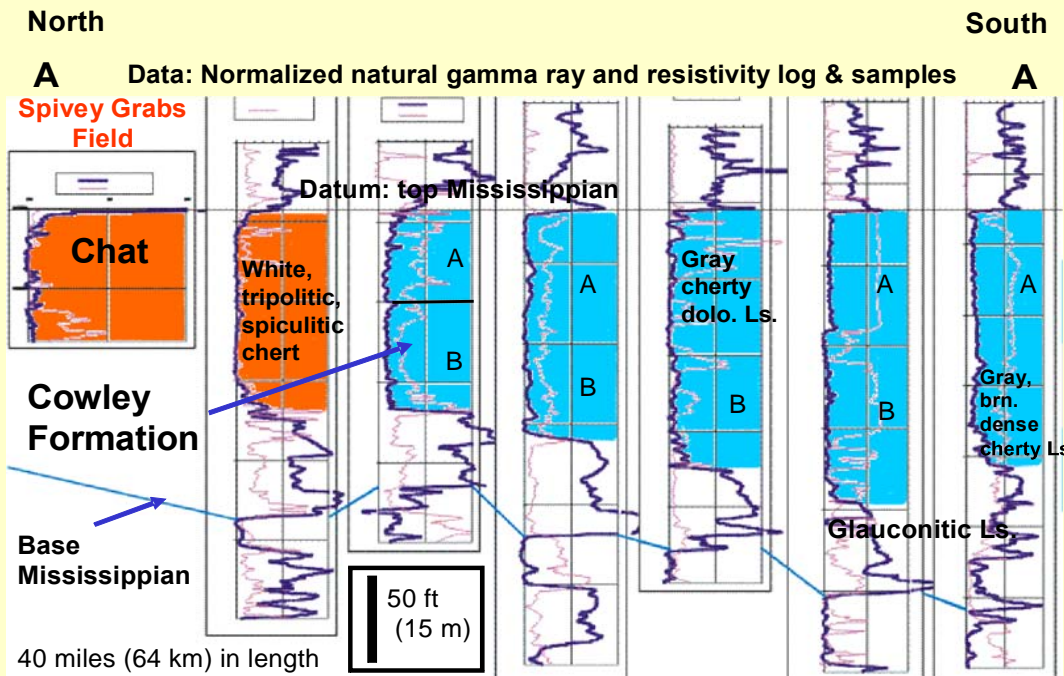 North
South
A
Data: Normalized natural gamma ray and resistivity log & samples
A
Spivey Grabs
Field
Datum: top Mississippian
Chat
White,
tripolitic,
spiculitic
chert
A
B
A
B
Gray
cherty
dolo. Ls.
B
A
B
A
Gray,
brn.
dense
cherty Ls
Cowley
Formation
Glauconitic Ls.
Base
Mississippian
50 ft
(15 m)
40 miles (64 km) in length